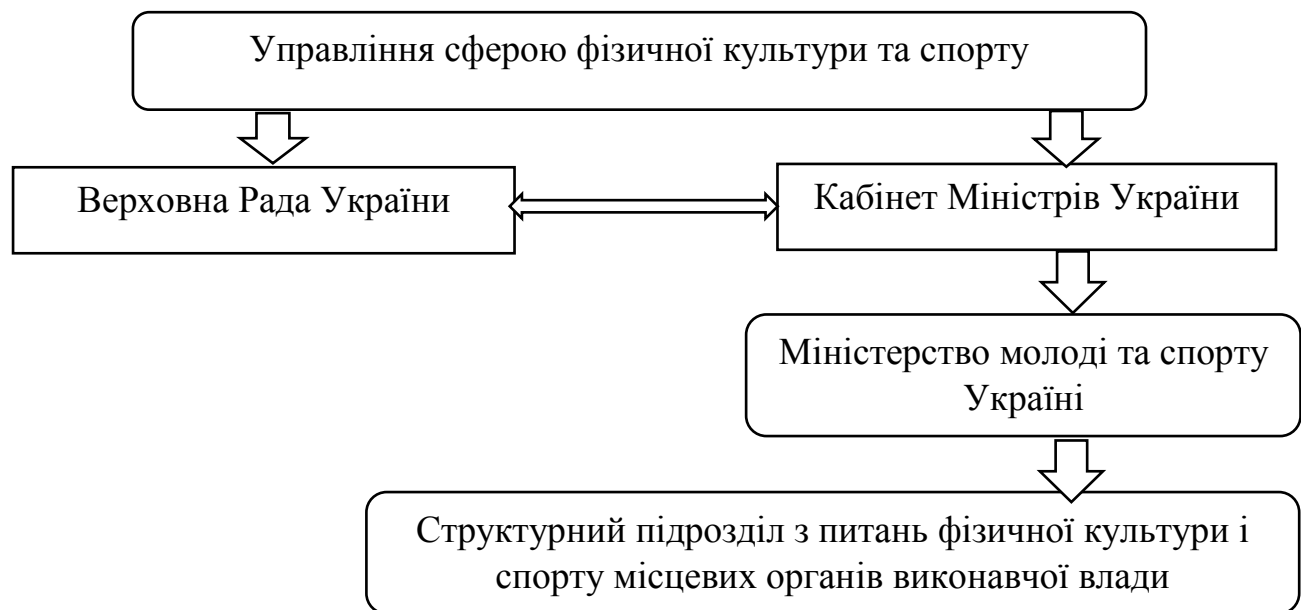 Управління сферою фізичної культури та спорту
Верховна Рада України
Кабінет Міністрів України
Міністерство молоді та спорту
Україні
Структурний підрозділ з питань фізичної культури і
спорту місцевих органів виконавчої влади